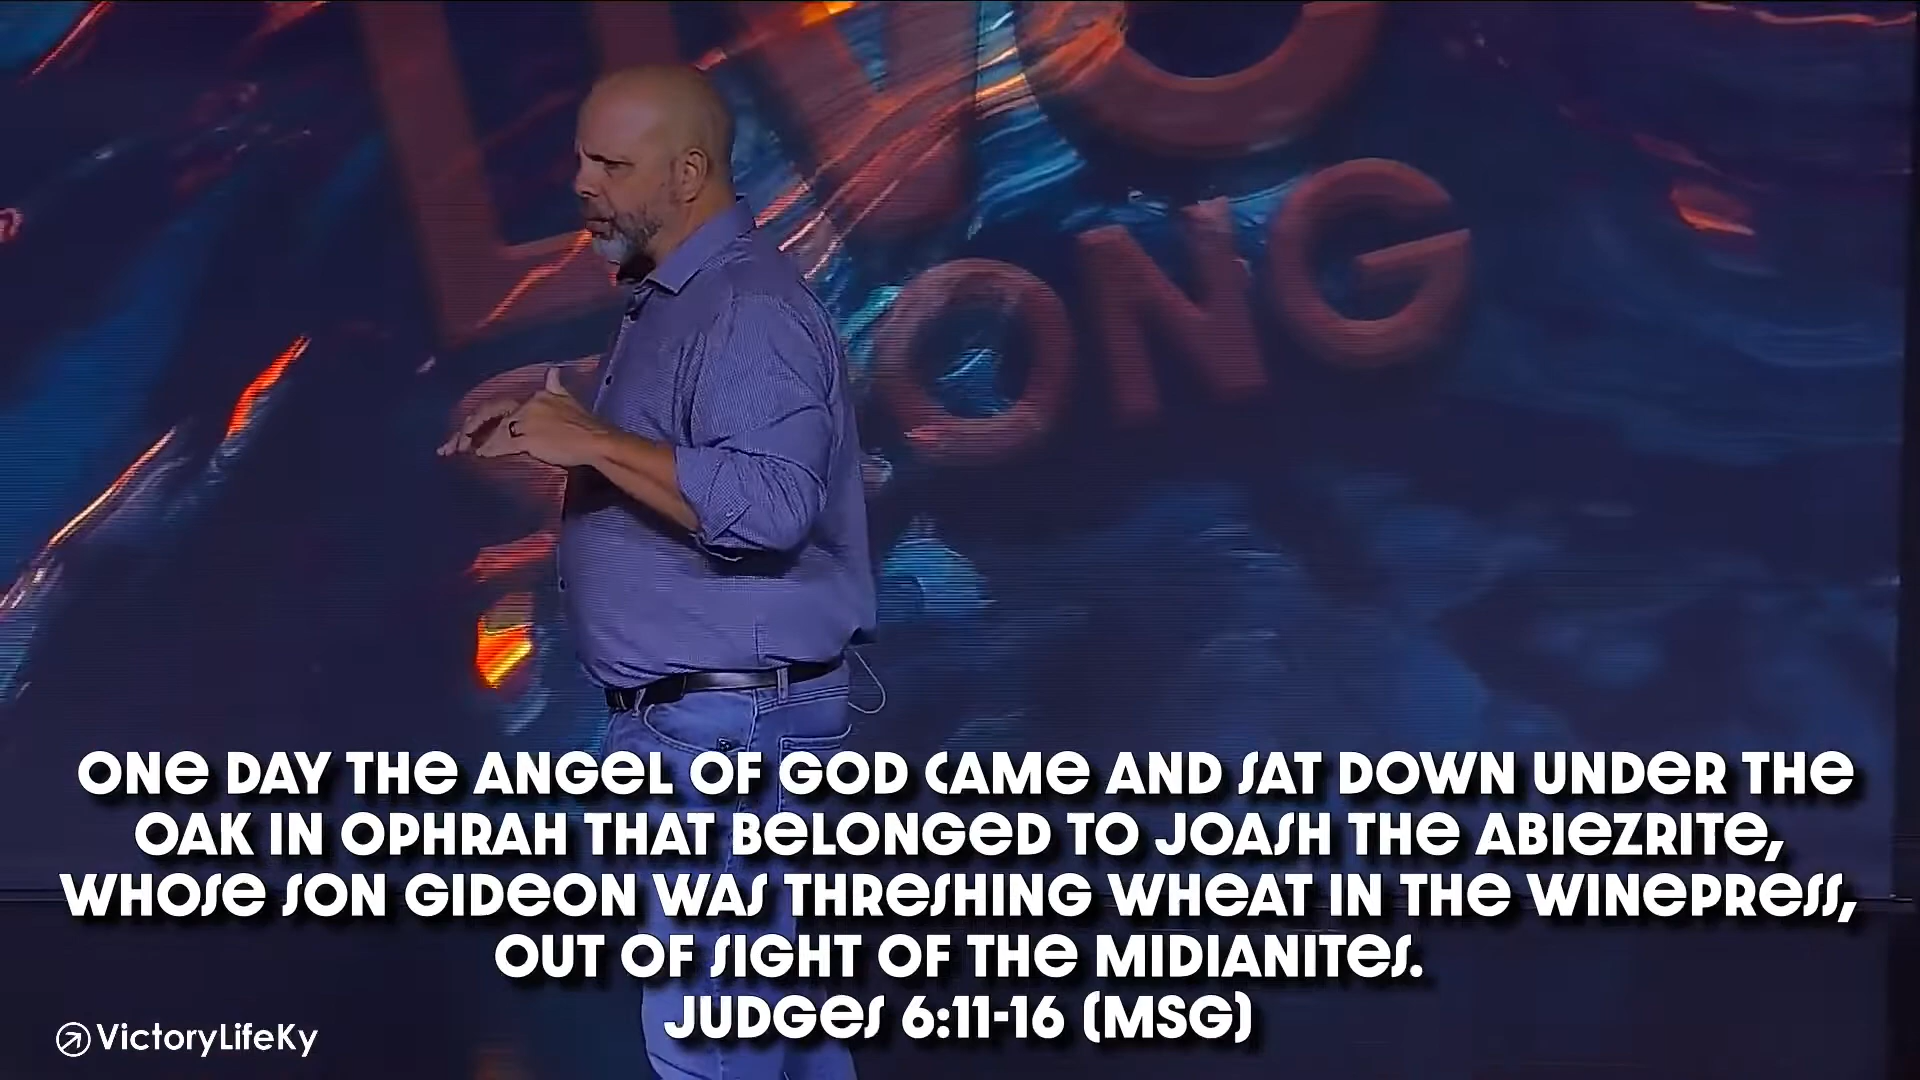 ONG
ONE DAY THE ANGEL OF GOD CAME AND SAT DOWN UNDER THE
OAK IN OPHRAH THAT BELONGED TO JOASH THE ABIEZRITE,
WHOSE SON GIDEON WAS THRESHING WHEAT IN THE WINEPRESS,
OUT OF SIGHT OF THE MIDIANITES.
JUDGES 6:11-16 (MSG)
VictoryLifeKy